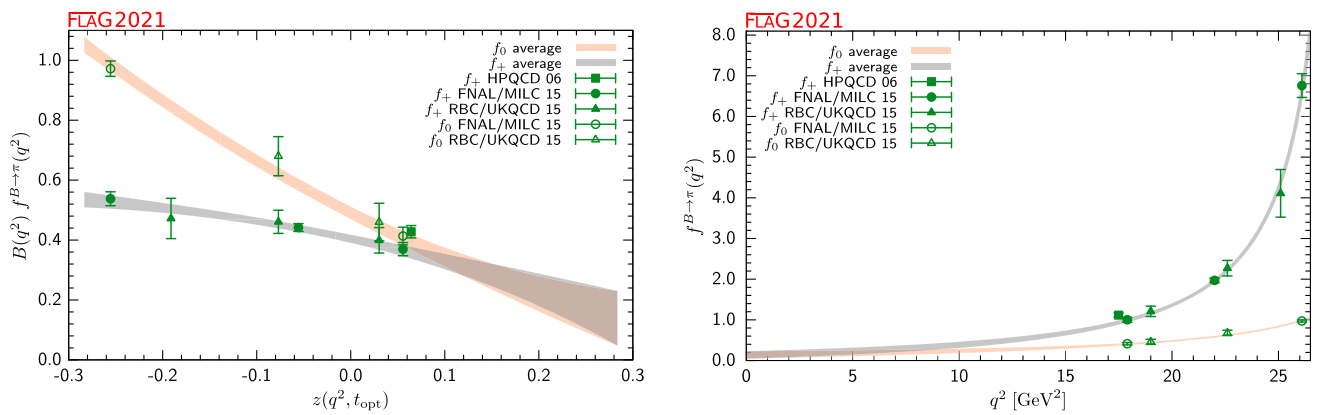 FLAG2021
f₀ average
f₊ average
f₊ HPQCD 06
f₊ FNAL/MILC 15
f₊ RBC/UKQCD 15
f₀ FNAL/MILC 15
f₀ RBC/UKQCD 15
B(q²) f^{B→π}(q²)
1.0
0.8
0.6
0.4
0.2
0.0
-0.3 -0.2 -0.1 0.0 0.1 0.2 0.3
z(q², t_opt)
FLAG2021
f₀ average
f₊ average
f₊ HPQCD 06
f₊ FNAL/MILC 15
f₊ RBC/UKQCD 15
f₀ FNAL/MILC 15
f₀ RBC/UKQCD 15
f^{B→π}(q²)
8.0
7.0
6.0
5.0
4.0
3.0
2.0
1.0
0.0
0 5 10 15 20 25
q² [GeV²]